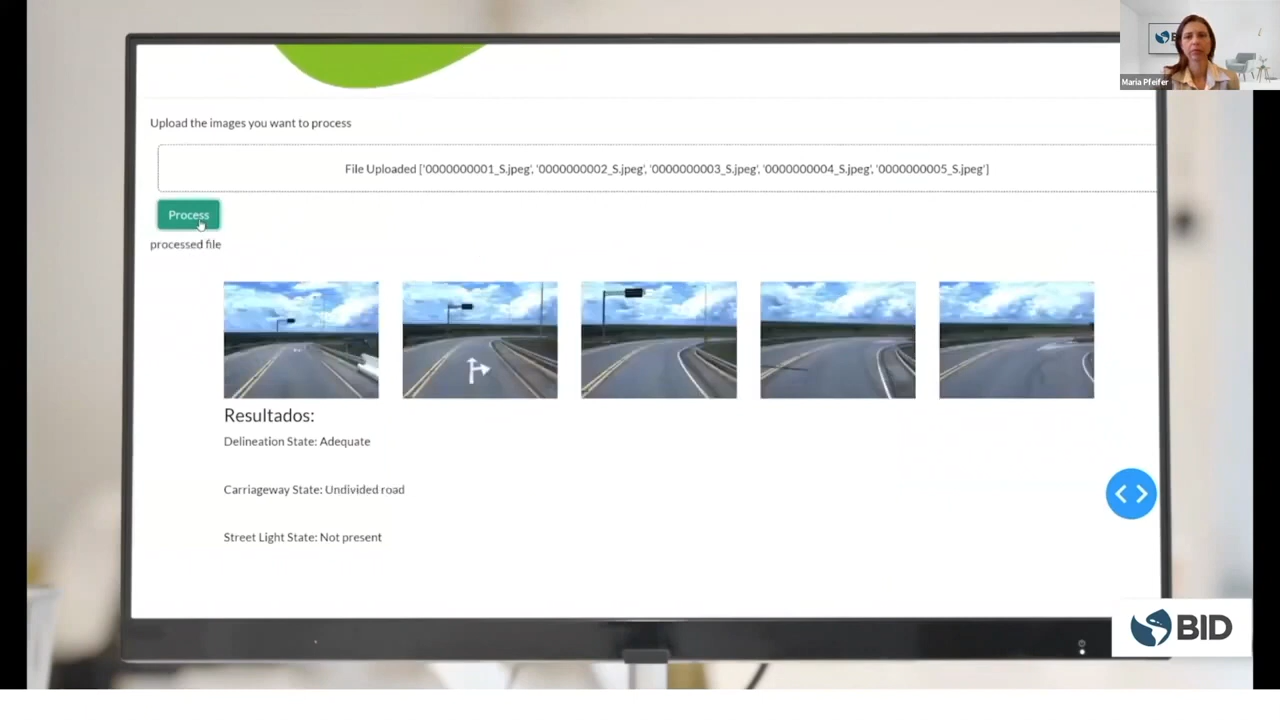 Maria Pfeifer
Upload the images you want to process
File Uploaded ['0000000001_S.jpeg', '0000000002_S.jpeg', '0000000003_S.jpeg', '0000000004_S.jpeg', '0000000005_S.jpeg']
Process
processed file
Resultados:
Delineation State: Adequate
Carriageway State: Undivided road
Street Light State: Not present
BID